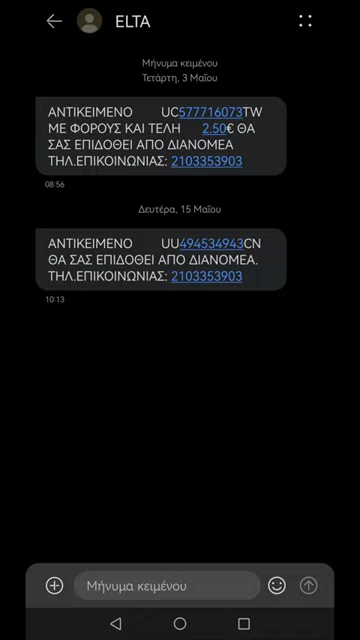 ELTA
Μήνυμα κειμένου
Τετάρτη, 3 Μαΐου
ΑΝΤΙΚΕΙΜΕΝΟ UC577716073TW
ΜΕ ΦΟΡΟΥΣ ΚΑΙ ΤΕΛΗ 2.50€ ΘΑ
ΣΑΣ ΕΠΙΔΟΘΕΙ ΑΠΟ ΔΙΑΝΟΜΕΑ
ΤΗΛ.ΕΠΙΚΟΙΝΩΝΙΑΣ: 2103353903
08:56
Δευτέρα, 15 Μαΐου
ΑΝΤΙΚΕΙΜΕΝΟ UU494534943CN
ΘΑ ΣΑΣ ΕΠΙΔΟΘΕΙ ΑΠΟ ΔΙΑΝΟΜΕΑ.
ΤΗΛ.ΕΠΙΚΟΙΝΩΝΙΑΣ: 2103353903
10:13
Μήνυμα κειμένου